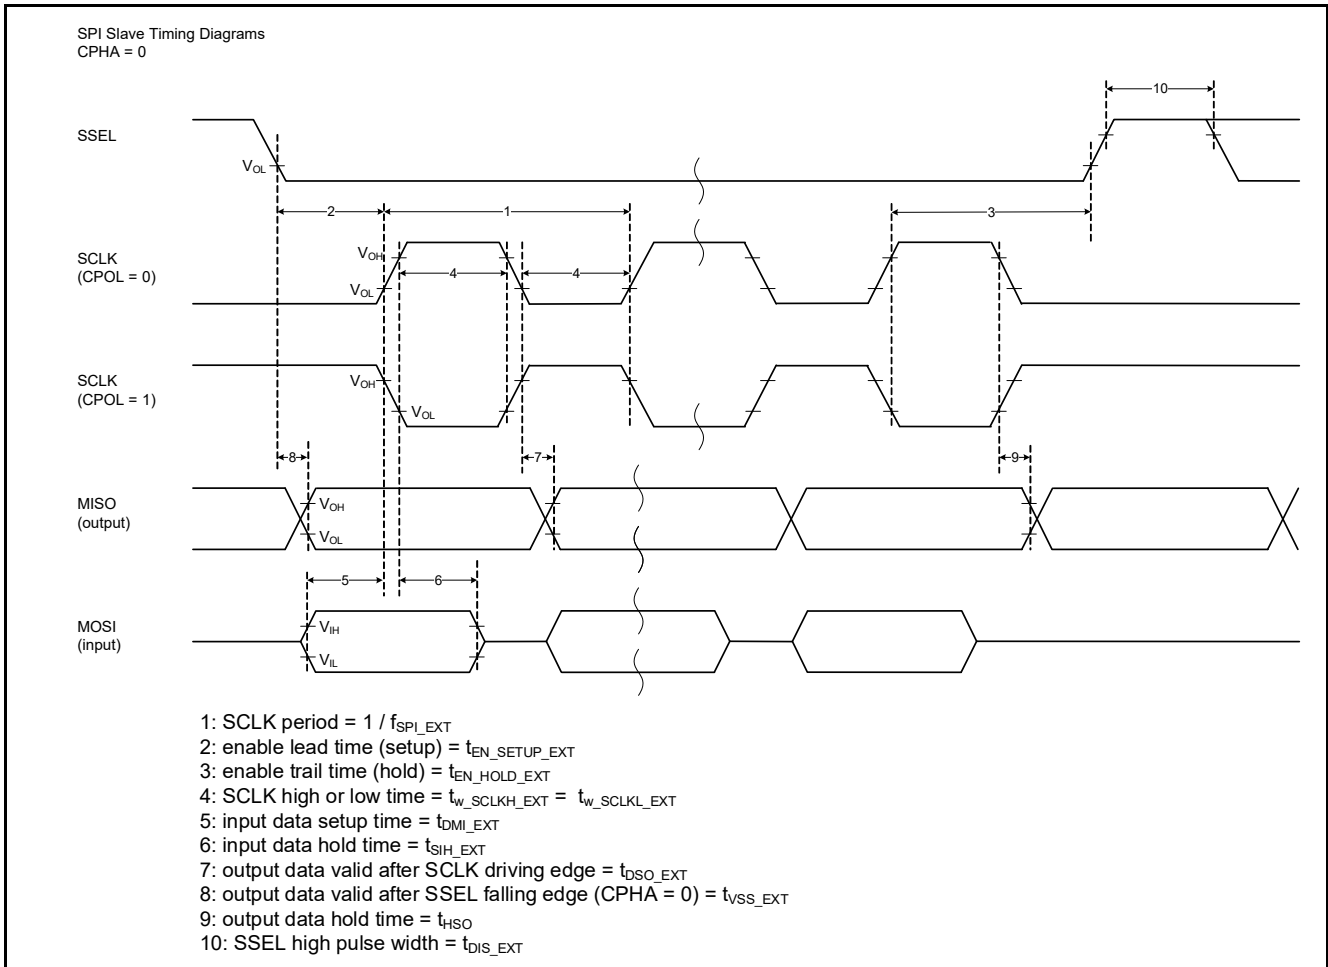 SPI Slave Timing Diagrams
CPHA = 0
10
SSEL
VOL
2
1
3
SCLK
(CPOL = 0)
VOH
4
4
VOL
SCLK
(CPOL = 1)
VOH
VOL
8
7
9
MISO
(output)
VOH
VOL
5
6
MOSI
(input)
VIH
VIL
1: SCLK period = 1 / fSPI_EXT
2: enable lead time (setup) = tEN_SETUP_EXT
3: enable trail time (hold) = tEN_HOLD_EXT
4: SCLK high or low time = tw_SCLKH_EXT = tw_SCLKL_EXT
5: input data setup time = tDMI_EXT
6: input data hold time = tSIH_EXT
7: output data valid after SCLK driving edge = tDSO_EXT
8: output data valid after SSEL falling edge (CPHA = 0) = tVSS_EXT
9: output data hold time = tHSO
10: SSEL high pulse width = tDIS_EXT